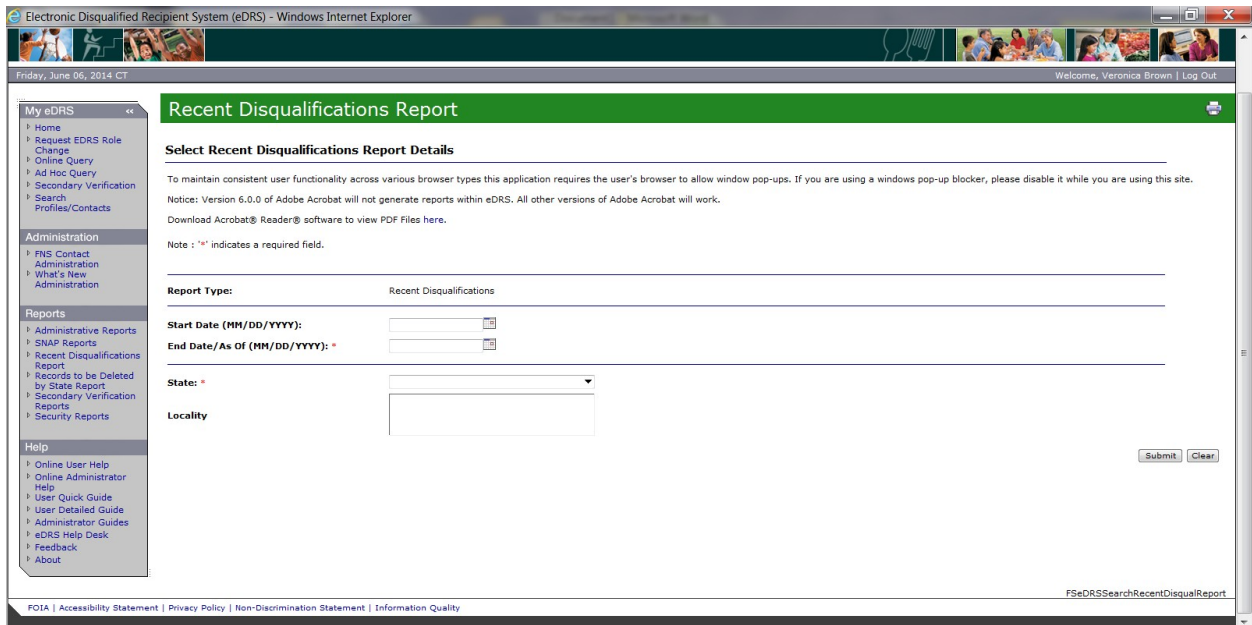 Electronic Disqualified Recipient System (eDRS) - Windows Internet Explorer
Friday, June 06, 2014 CT
Welcome, Veronica Brown | Log Out
My eDRS «
Home
Request EDRS Role
Change
Online Query
Ad Hoc Query
Secondary Verification
Search
Profiles/Contacts
Administration
FNS Contact
Administration
What's New
Administration
Reports
Administrative Reports
SNAP Reports
Recent Disqualifications
Report
Records to be Deleted
by State Report
Secondary Verification
Reports
Security Reports
Help
Online User Help
Online Administrator
Help
User Quick Guide
User Detailed Guide
Administrator Guides
eDRS Help Desk
Feedback
About
Recent Disqualifications Report
Select Recent Disqualifications Report Details
To maintain consistent user functionality across various browser types this application requires the user's browser to allow window pop-ups. If you are using a windows pop-up blocker, please disable it while you are using this site.
Notice: Version 6.0.0 of Adobe Acrobat will not generate reports within eDRS. All other versions of Adobe Acrobat will work.
Download Acrobat® Reader® software to view PDF Files here.
Note : '*' indicates a required field.
Report Type: Recent Disqualifications
Start Date (MM/DD/YYYY):
End Date/As Of (MM/DD/YYYY): *
State: *
Locality
Submit Clear
FSeDRSSearchRecentDisqualReport
FOIA | Accessibility Statement | Privacy Policy | Non-Discrimination Statement | Information Quality